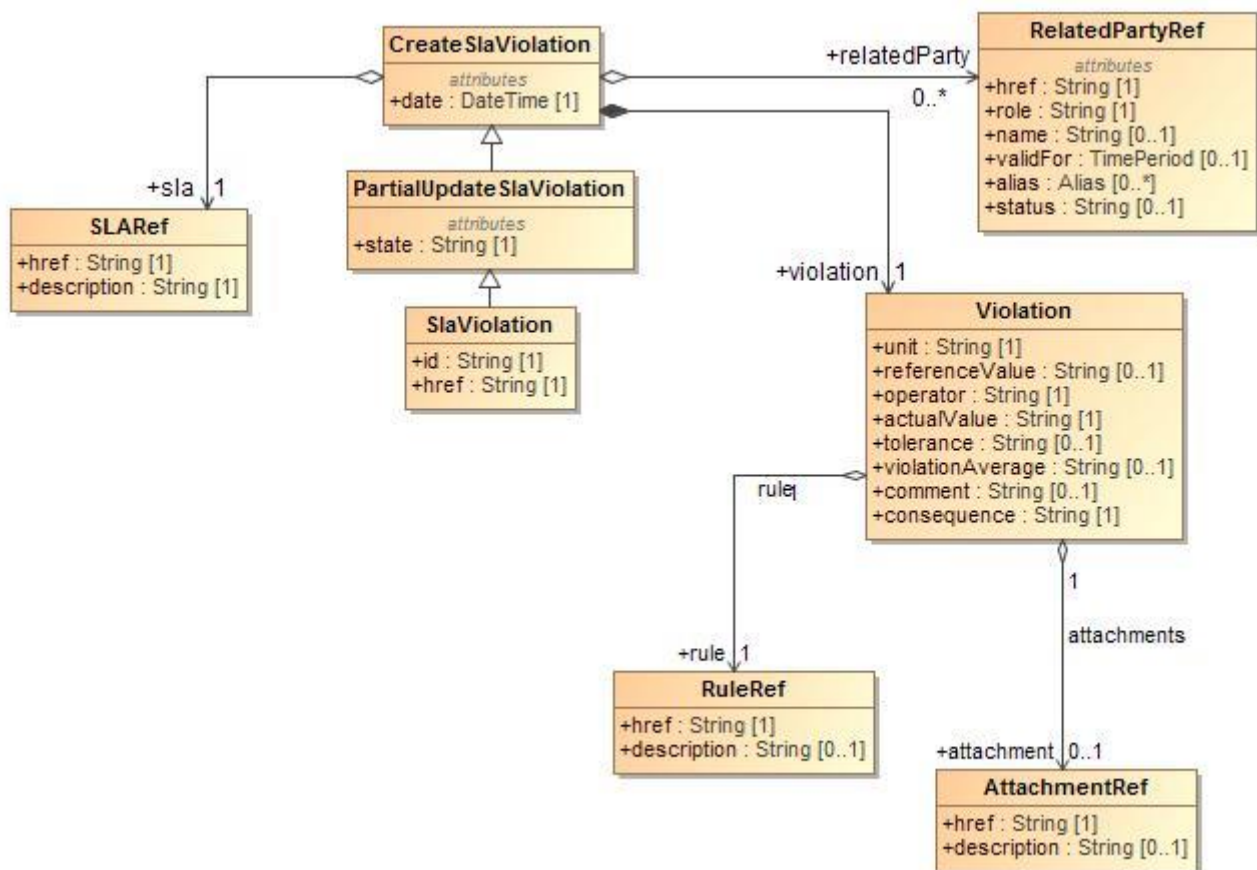 CreateSlaViolation
attributes
+date : DateTime [1]
+relatedParty
0..*
RelatedPartyRef
attributes
+href : String [1]
+role : String [1]
+name : String [0..1]
+validFor : TimePeriod [0..1]
+alias : Alias [0..*]
+status : String [0..1]
+sla 1
SLARef
+href : String [1]
+description : String [1]
PartialUpdateSlaViolation
attributes
+state : String [1]
SlaViolation
+id : String [1]
+href : String [1]
+violation 1
Violation
+unit : String [1]
+referenceValue : String [0..1]
+operator : String [1]
+actualValue : String [1]
+tolerance : String [0..1]
+violationAverage : String [0..1]
+comment : String [0..1]
+consequence : String [1]
rule
+rule 1
RuleRef
+href : String [1]
+description : String [0..1]
1
attachments
+attachment 0..1
AttachmentRef
+href : String [1]
+description : String [0..1]